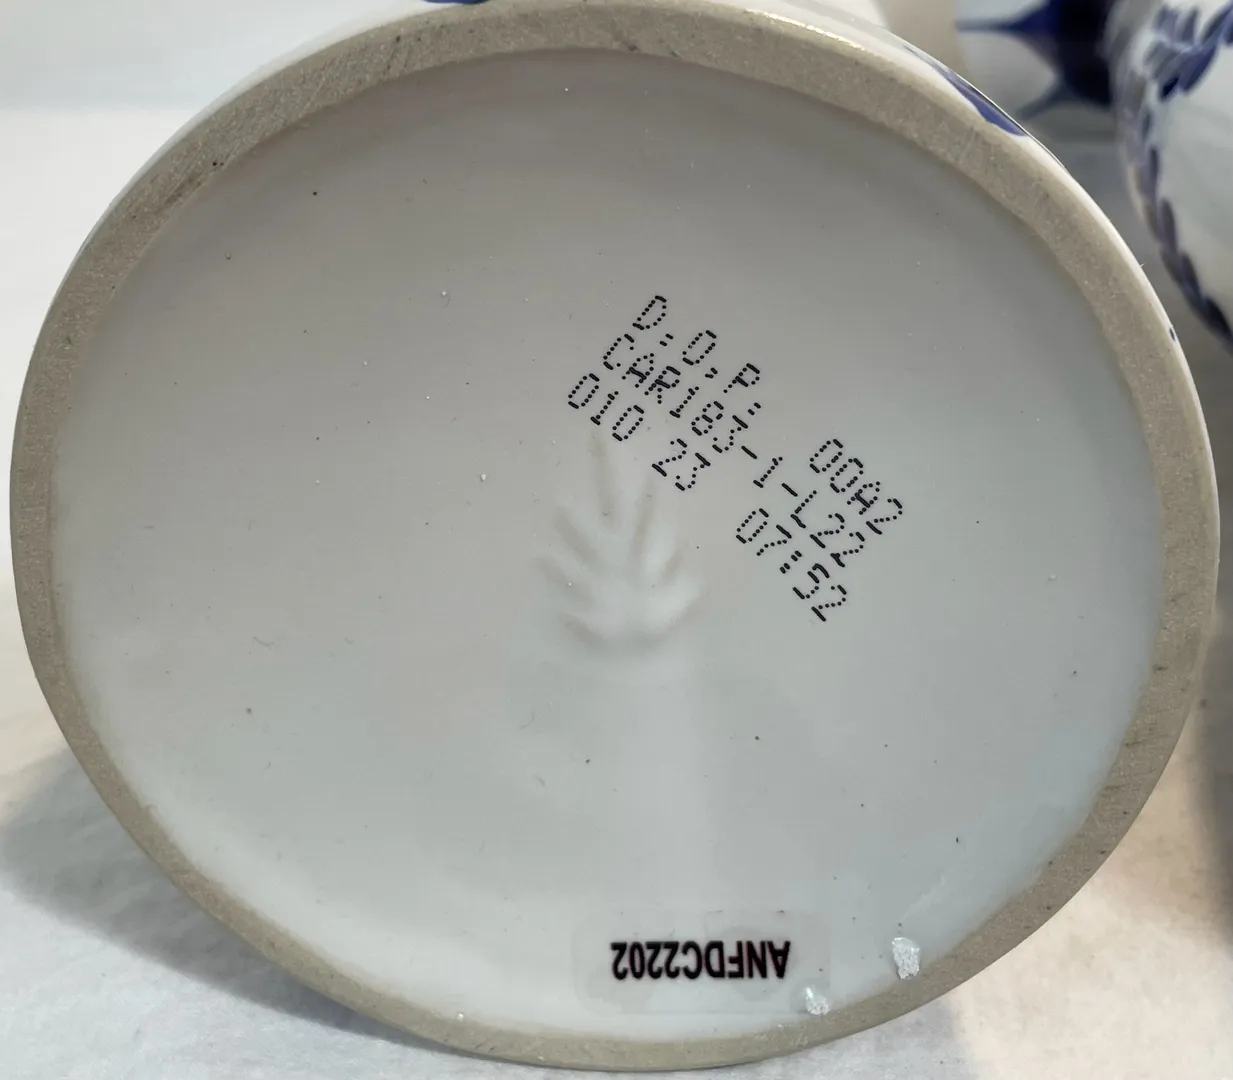 D.O.P. 00A2
CAR183-1-L22
010 23 07:52
ANFDC2202